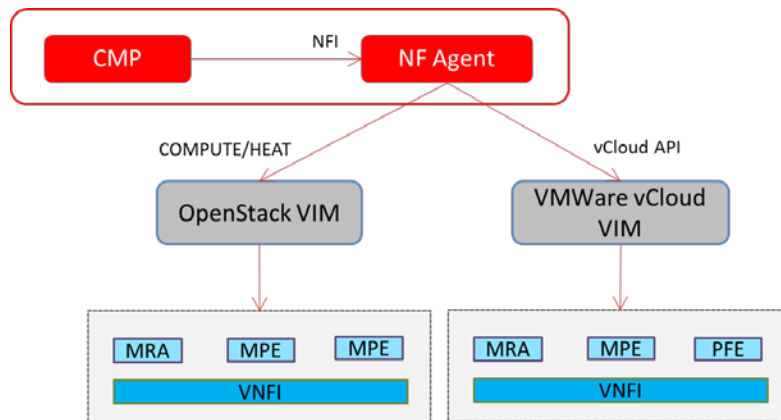 NFI
CMP
NF Agent
COMPUTE/HEAT
vCloud API
OpenStack VIM
VMWare vCloud
VIM
MRA
MPE
MPE
MRA
MPE
PFE
VNFI
VNFI